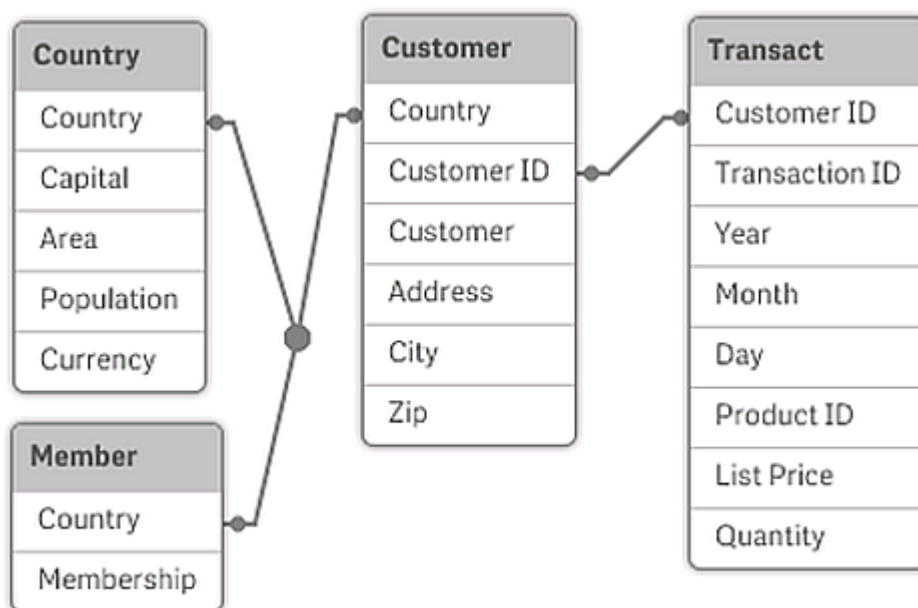 Country
Country
Capital
Area
Population
Currency
Member
Country
Membership
Customer
Country
Customer ID
Customer
Address
City
Zip
Transact
Customer ID
Transaction ID
Year
Month
Day
Product ID
List Price
Quantity